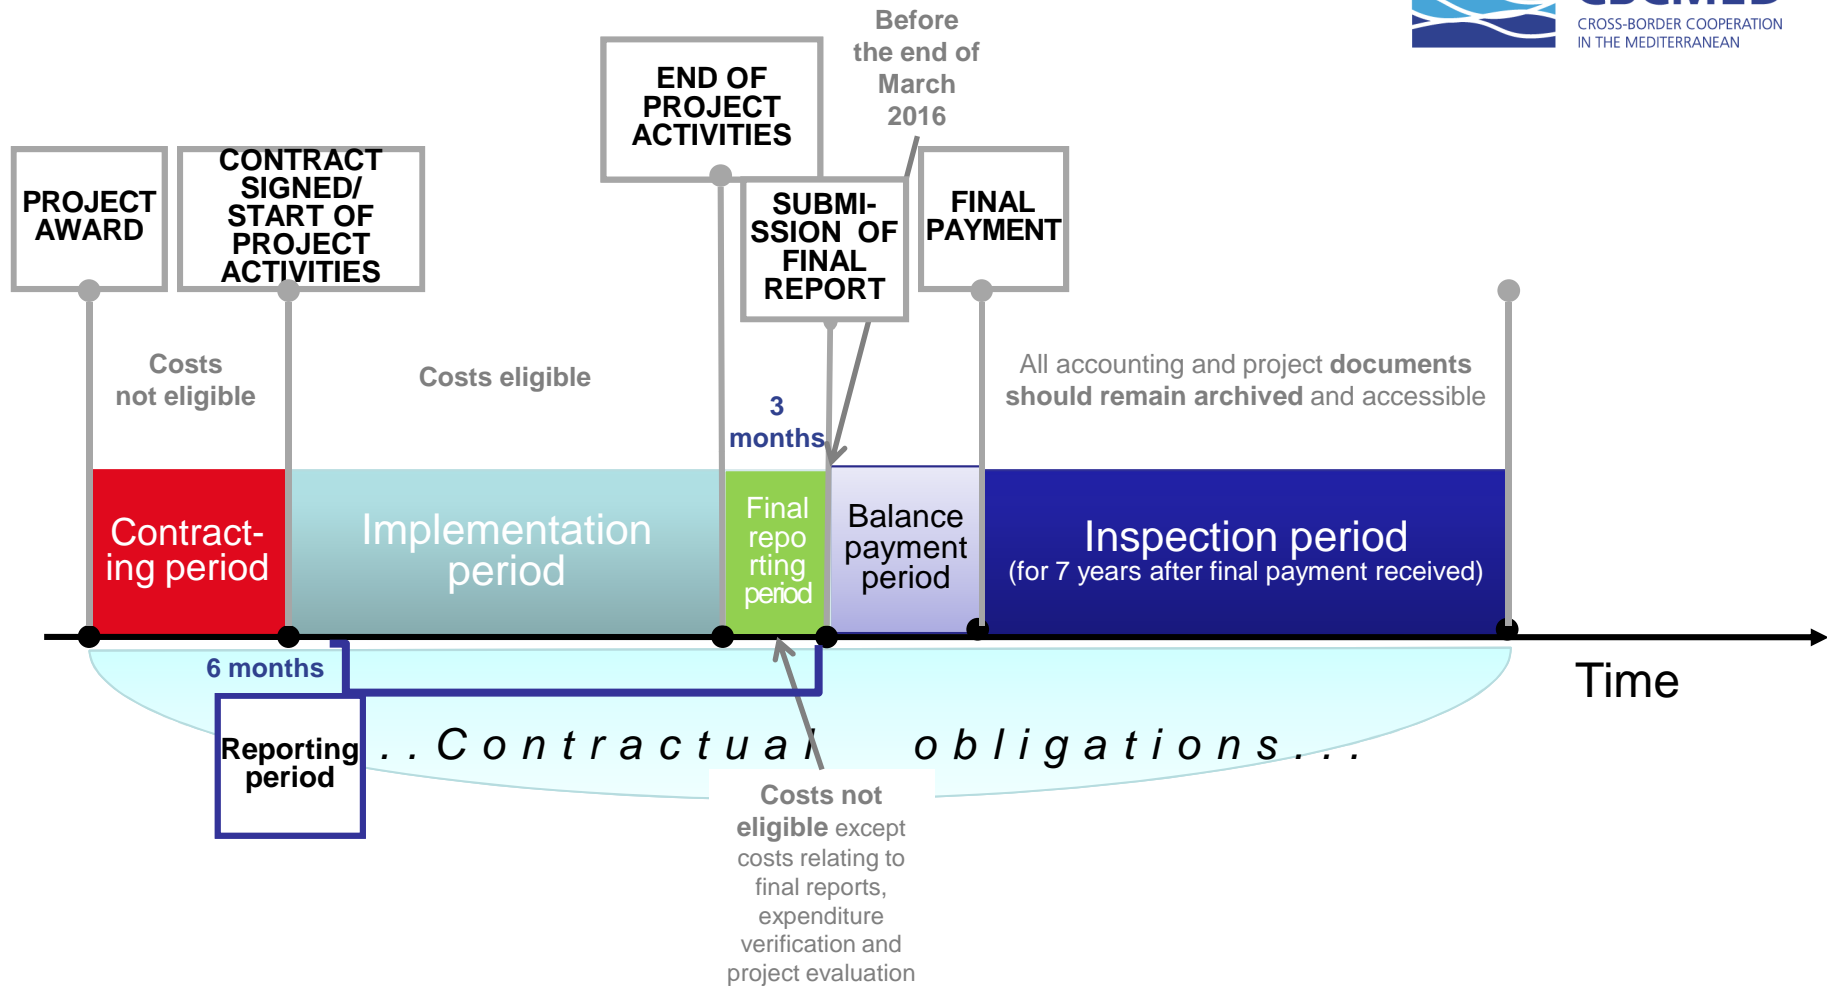 CROSS-BORDER COOPERATION
IN THE MEDITERRANEAN
Before
the end of
March
2016
END OF
PROJECT
ACTIVITIES
PROJECT
AWARD
CONTRACT
SIGNED/
START OF
PROJECT
ACTIVITIES
SUBMI-
SSION OF
FINAL
REPORT
FINAL
PAYMENT
Costs
not eligible
Costs eligible
3
months
All accounting and project documents
should remain archived and accessible
Contract-
ing period
Implementation
period
Final
repo
rting
period
Balance
payment
period
Inspection period
(for 7 years after final payment received)
6 months
Time
Reporting
period
..Contractual obligations...
Costs not
eligible except
costs relating to
final reports,
expenditure
verification and
project evaluation